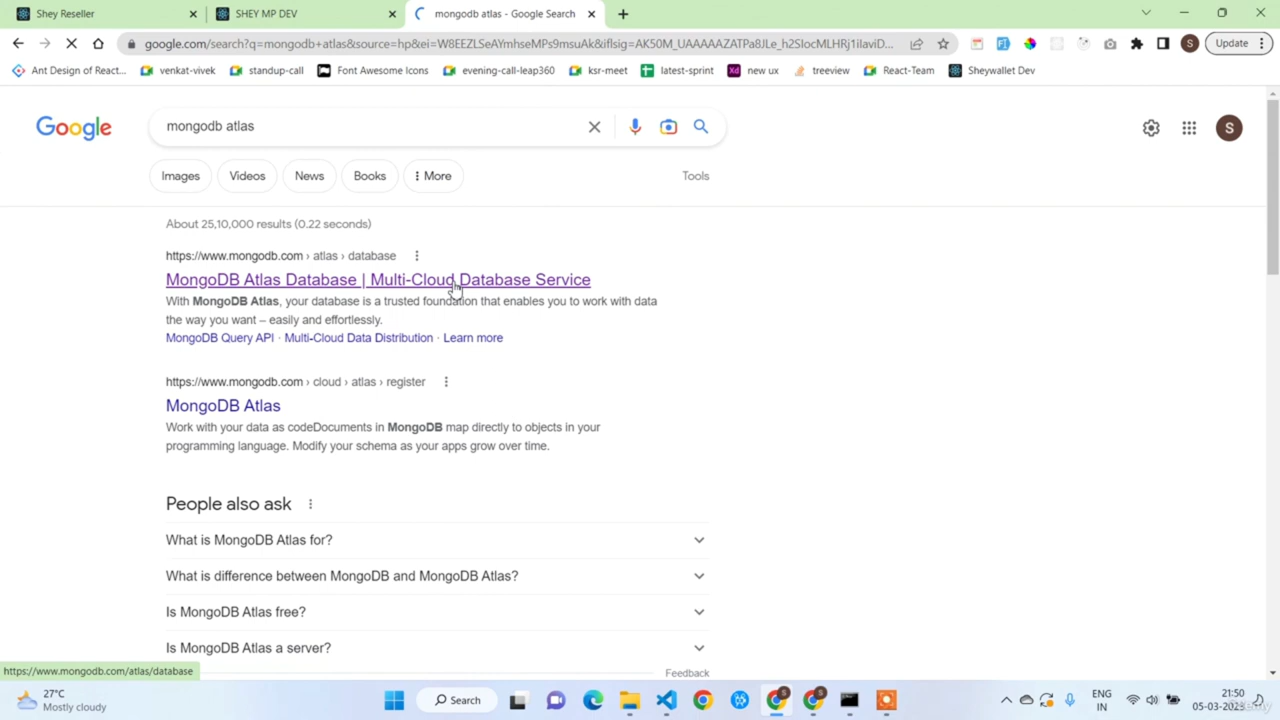 Shey Reseller
SHEY MP DEV
mongodb atlas - Google Search
google.com/search?q=mongodb+atlas&source=hp&ei=W8EEZLSeAYmhseMPs9msuAk&iflsig=AK50M_UAAAAAZATPa8JLe_h2SIocMLHRj1ilaviD...
Update
Ant Design of React...
venkat-vivek
standup-call
Font Awesome Icons
evening-call-leap360
ksr-meet
latest-sprint
Xd new ux
treeview
React-Team
Sheywallet Dev
Google
mongodb atlas
S
Images
Videos
News
Books
More
Tools
About 25,10,000 results (0.22 seconds)
https://www.mongodb.com › atlas › database
MongoDB Atlas Database | Multi-Cloud Database Service
With MongoDB Atlas, your database is a trusted foundation that enables you to work with data
the way you want – easily and effortlessly.
MongoDB Query API · Multi-Cloud Data Distribution · Learn more
https://www.mongodb.com › cloud › atlas › register
MongoDB Atlas
Work with your data as codeDocuments in MongoDB map directly to objects in your
programming language. Modify your schema as your apps grow over time.
People also ask
What is MongoDB Atlas for?
What is difference between MongoDB and MongoDB Atlas?
Is MongoDB Atlas free?
Is MongoDB Atlas a server?
https://www.mongodb.com/atlas/database
Feedback
27°C
Mostly cloudy
Search
ENG
IN
21:50
05-03-2023